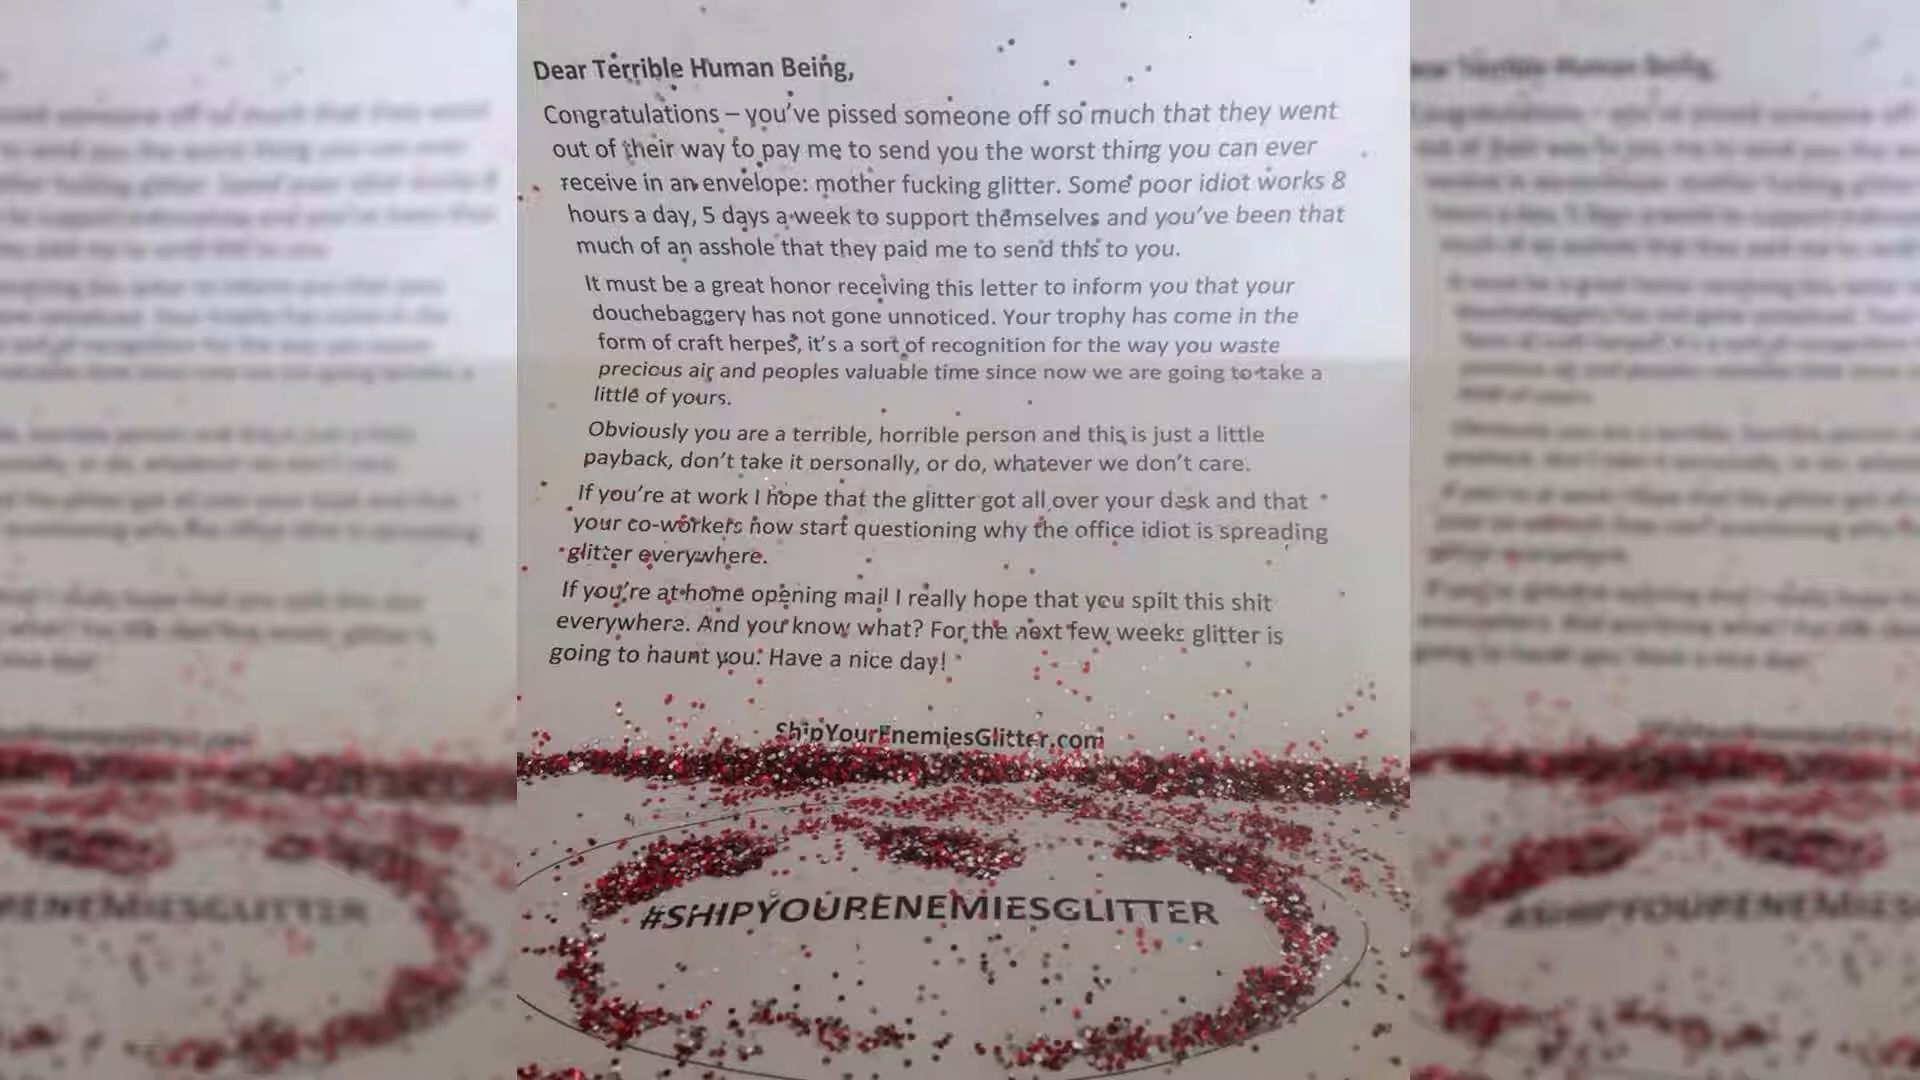 Dear Terrible Human Being,
Congratulations – you've pissed someone off so much that they went
out of their way to pay me to send you the worst thing you can ever
receive in an envelope: mother fucking glitter. Some poor idiot works 8
hours a day, 5 days a week to support themselves and you've been that
much of an asshole that they paid me to send this to you.
It must be a great honor receiving this letter to inform you that your
douchebaggery has not gone unnoticed. Your trophy has come in the
form of craft herpes, it's a sort of recognition for the way you waste
precious air and peoples valuable time since now we are going to take a
little of yours.
Obviously you are a terrible, horrible person and this is just a little
payback, don't take it personally, or do, whatever we don't care.
If you're at work I hope that the glitter got all over your desk and that
your co-workers now start questioning why the office idiot is spreading
glitter everywhere.
If you're at home opening mail I really hope that you spilt this shit
everywhere. And you know what? For the next few weeks glitter is
going to haunt you. Have a nice day!
ShipYourEnemiesGlitter.com
#SHIPYOURENEMIESGLITTER